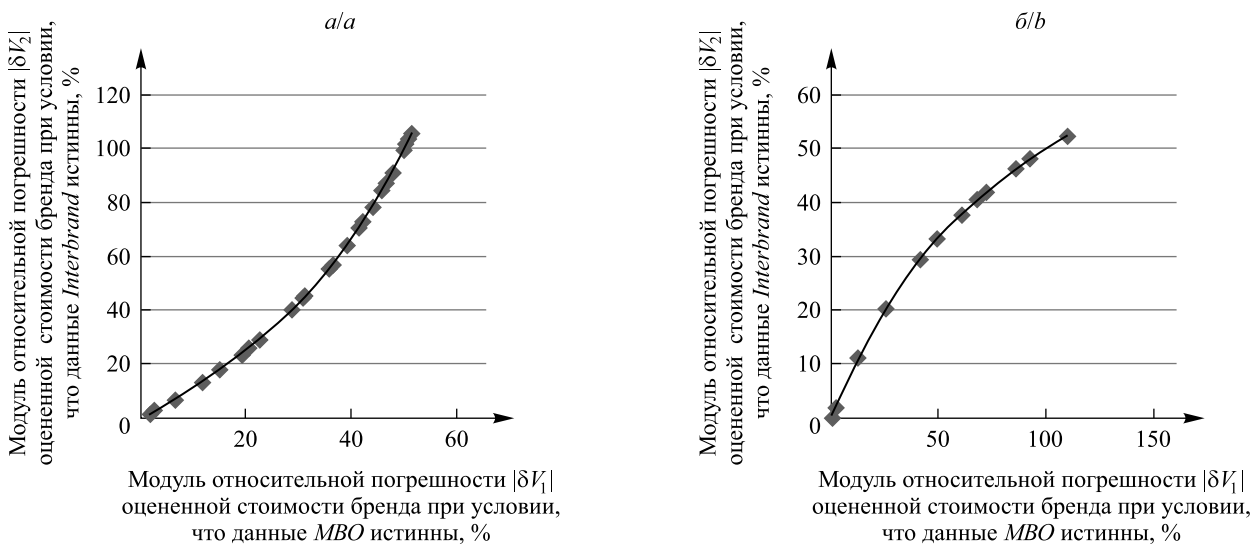 а/a
Модуль относительной погрешности |δV₂|
оцененной стоимости бренда при условии,
что данные Interbrand истинны, %
120
100
80
60
40
20
0
20 40 60
Модуль относительной погрешности |δV₁|
оцененной стоимости бренда при условии,
что данные MBO истинны, %
б/b
Модуль относительной погрешности |δV₂|
оцененной стоимости бренда при условии,
что данные Interbrand истинны, %
60
50
40
30
20
10
0
50 100 150
Модуль относительной погрешности |δV₁|
оцененной стоимости бренда при условии,
что данные MBO истинны, %